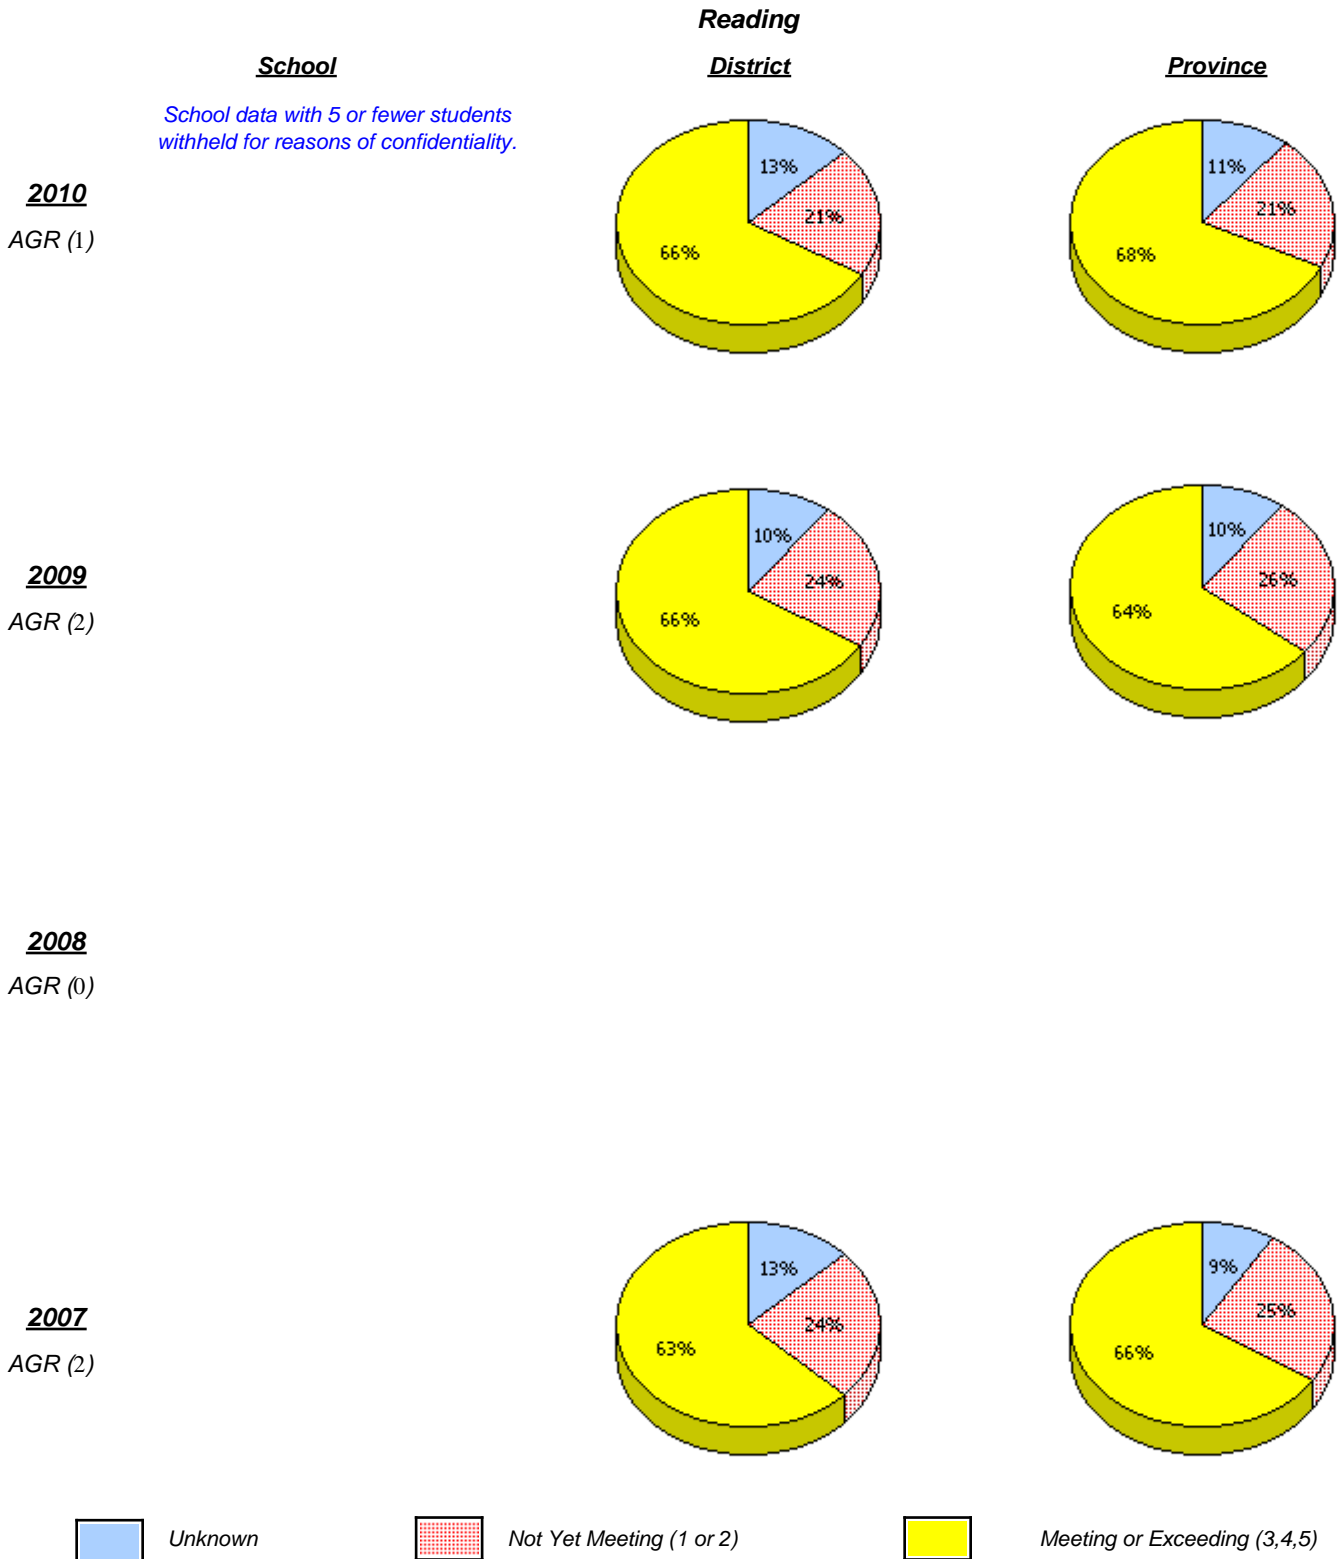 Reading
School District Province
School data with 5 or fewer students
withheld for reasons of confidentiality.
2010
AGR (1)
13%
21%
66%
11%
21%
68%
2009
AGR (2)
10%
24%
66%
10%
26%
64%
2008
AGR (0)
2007
AGR (2)
13%
24%
63%
9%
25%
66%
Unknown Not Yet Meeting (1 or 2) Meeting or Exceeding (3,4,5)